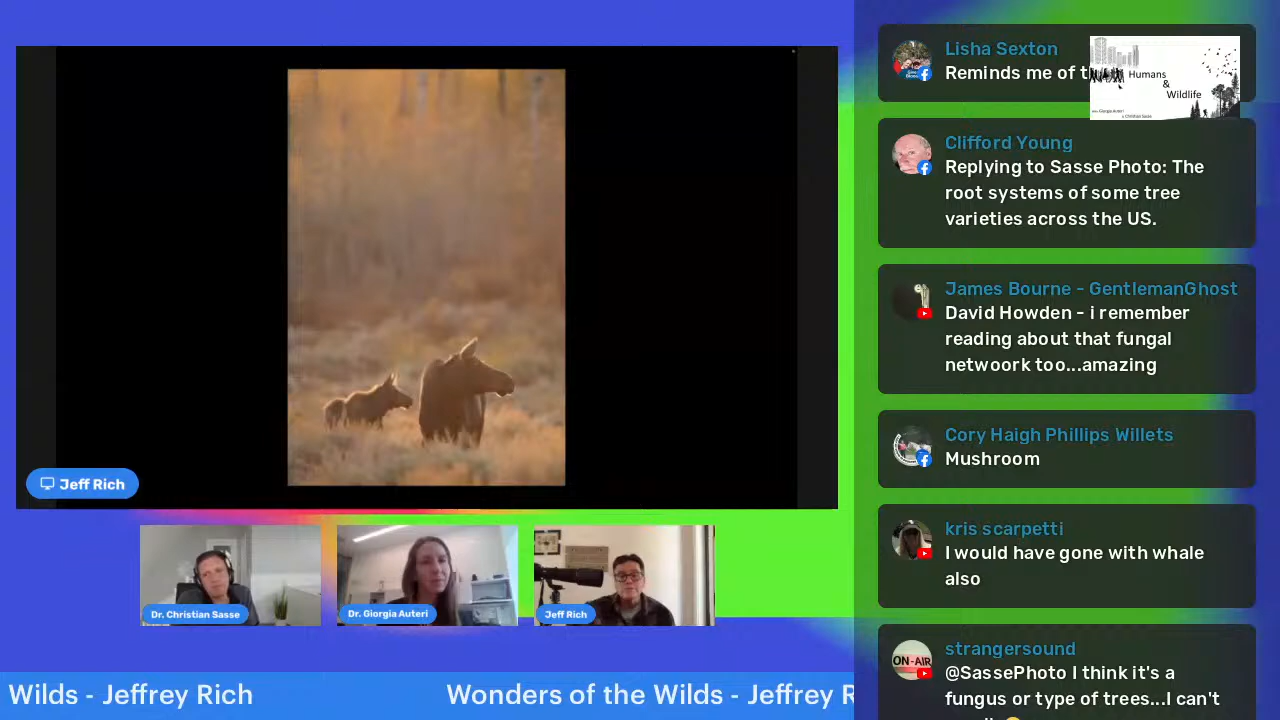 Jeff Rich
Dr. Christian Sasse
Dr. Giorgia Auteri
Jeff Rich
Wilds - Jeffrey Rich
Wonders of the Wilds - Jeffrey R
Lisha Sexton
Reminds me of
Humans
&
Wildlife
Clifford Young
Replying to Sasse Photo: The
root systems of some tree
varieties across the US.
James Bourne - GentlemanGhost
David Howden - i remember
reading about that fungal
netwoork too...amazing
Cory Haigh Phillips Willets
Mushroom
kris scarpetti
I would have gone with whale
also
ON-AIR
strangersound
@SassePhoto I think it's a
fungus or type of trees...I can't